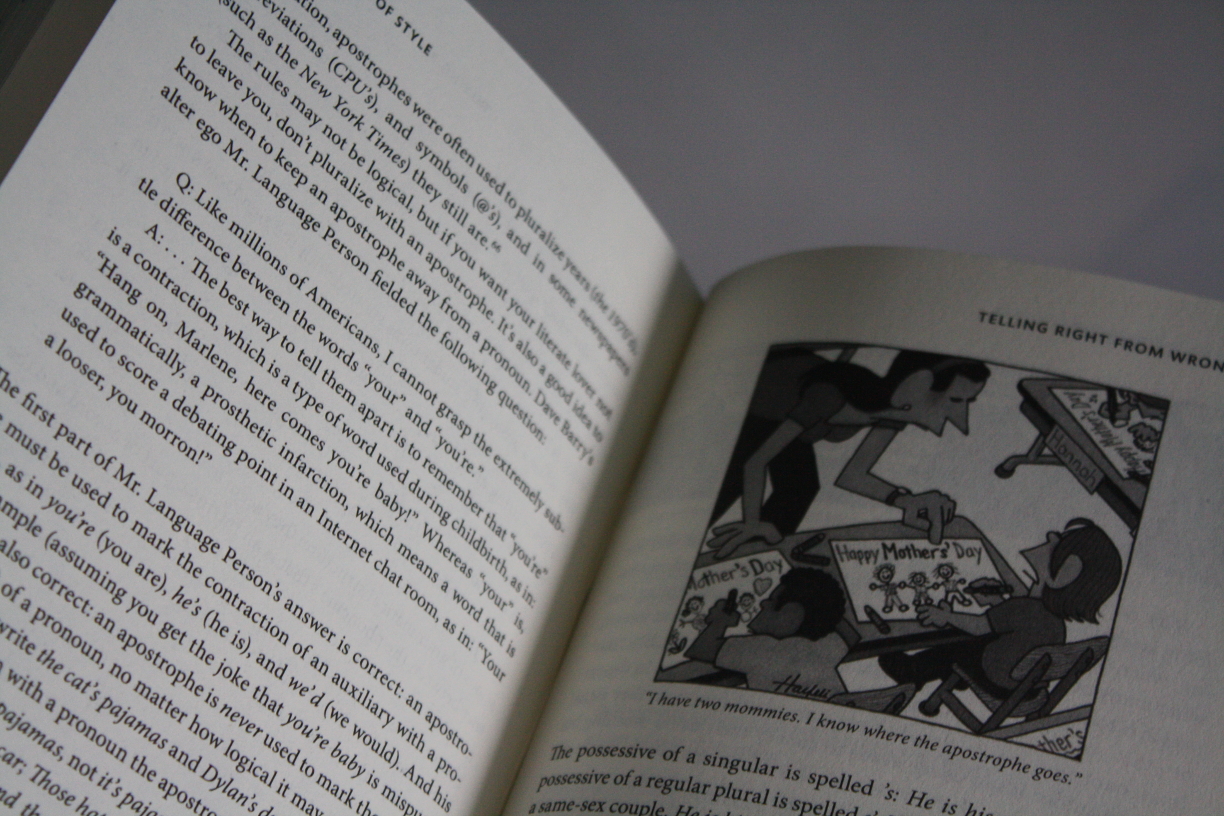 OF STYLE
tion, apostrophes were often used to pluralize years (the 1970's),
eviations (CPU's), and symbols (@'s), and in some newspapers
(such as the New York Times) they still are.⁶⁶
The rules may not be logical, but if you want your literate lover not
to leave you, don't pluralize with an apostrophe. It's also a good idea to
know when to keep an apostrophe away from a pronoun. Dave Barry's
alter ego Mr. Language Person fielded the following question:
Q: Like millions of Americans, I cannot grasp the extremely sub-
tle difference between the words “your” and “you're.”
A: . . . The best way to tell them apart is to remember that “you're”
is a contraction, which is a type of word used during childbirth, as in:
“Hang on, Marlene, here comes you're baby!” Whereas “your” is,
grammatically, a prosthetic infarction, which means a word that is
used to score a debating point in an Internet chat room, as in: “Your
a looser, you morron!”
The first part of Mr. Language Person's answer is correct: an apostro-
must be used to mark the contraction of an auxiliary with a pro-
as in you're (you are), he's (he is), and we'd (we would). And his
ample (assuming you get the joke that you're baby is mispu
also correct: an apostrophe is never used to mark the
of a pronoun, no matter how logical it may
write the cat's pajamas and Dylan's d
with a pronoun the apostro
pajamas, not it's paja
car; Those ha
nd th
TELLING RIGHT FROM WRON
Happy Mother's Day
Hannah
Happy Mothers' Day
Mother's Day
ther's
“I have two mommies. I know where the apostrophe goes.”
The possessive of a singular is spelled 's: He is his
possessive of a regular plural is spelled s'
a same-sex couple, He is